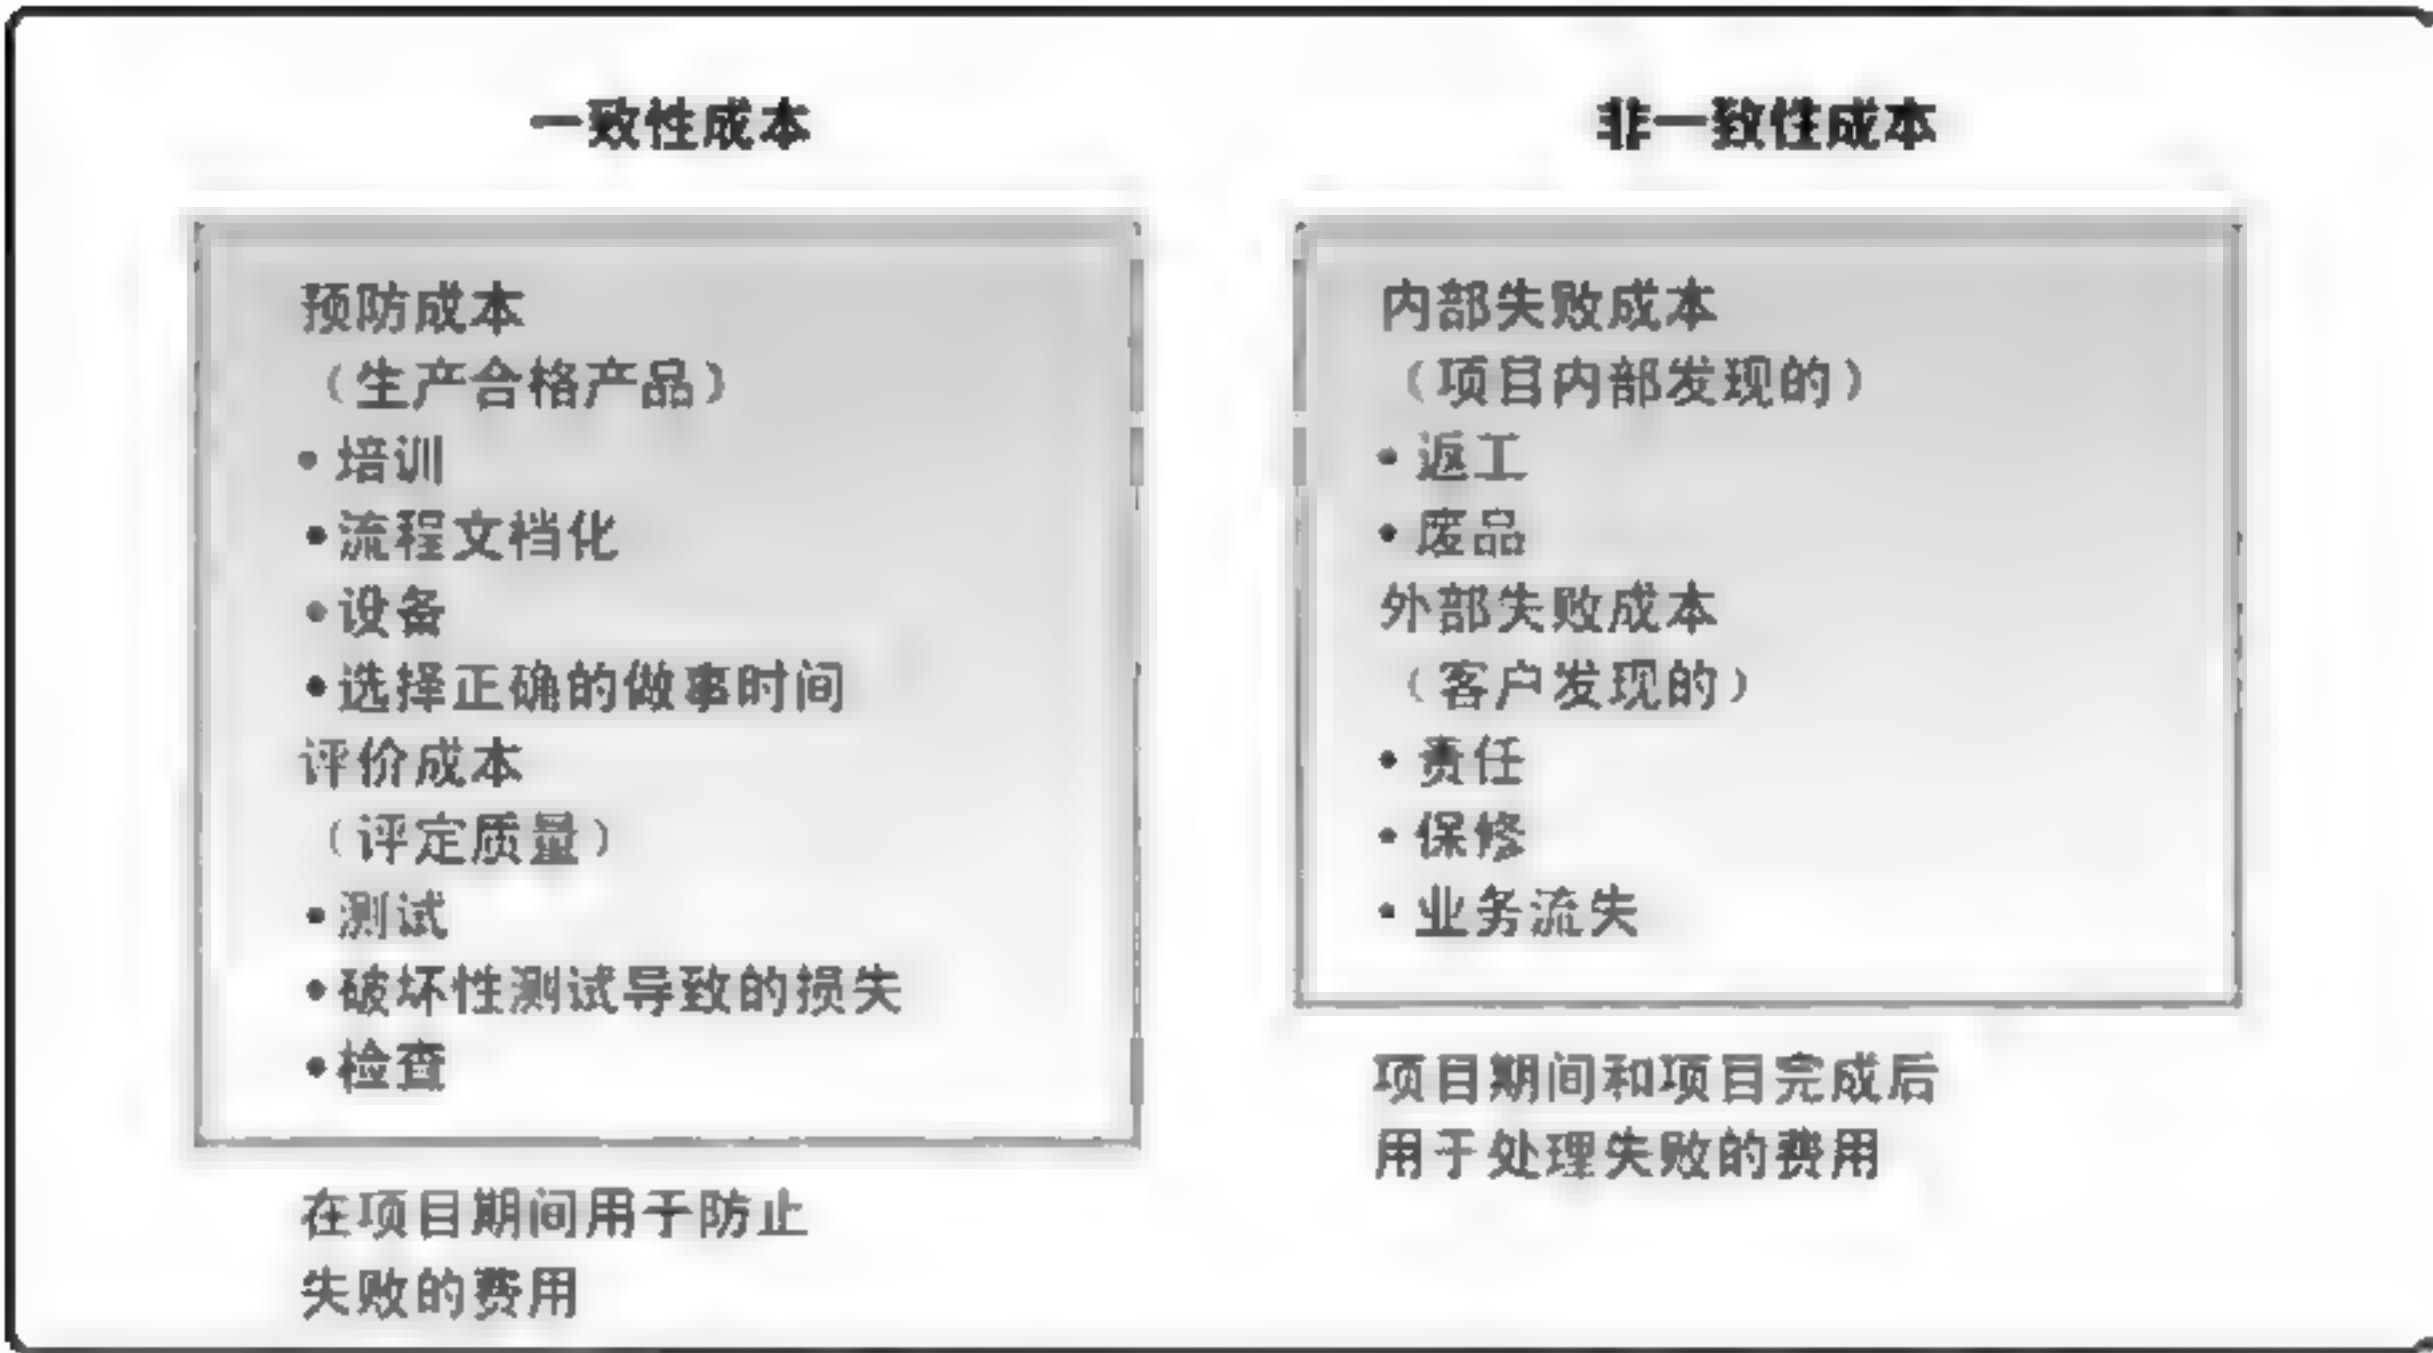 一致性成本
预防成本
（生产合格产品）
•培训
•流程文档化
•设备
•选择正确的做事时间
评价成本
（评定质量）
•测试
•破坏性测试导致的损失
•检查
在项目期间用于防止
失败的费用
非一致性成本
内部失败成本
（项目内部发现的）
•返工
•废品
外部失败成本
（客户发现的）
•责任
•保修
•业务流失
项目期间和项目完成后
用于处理失败的费用